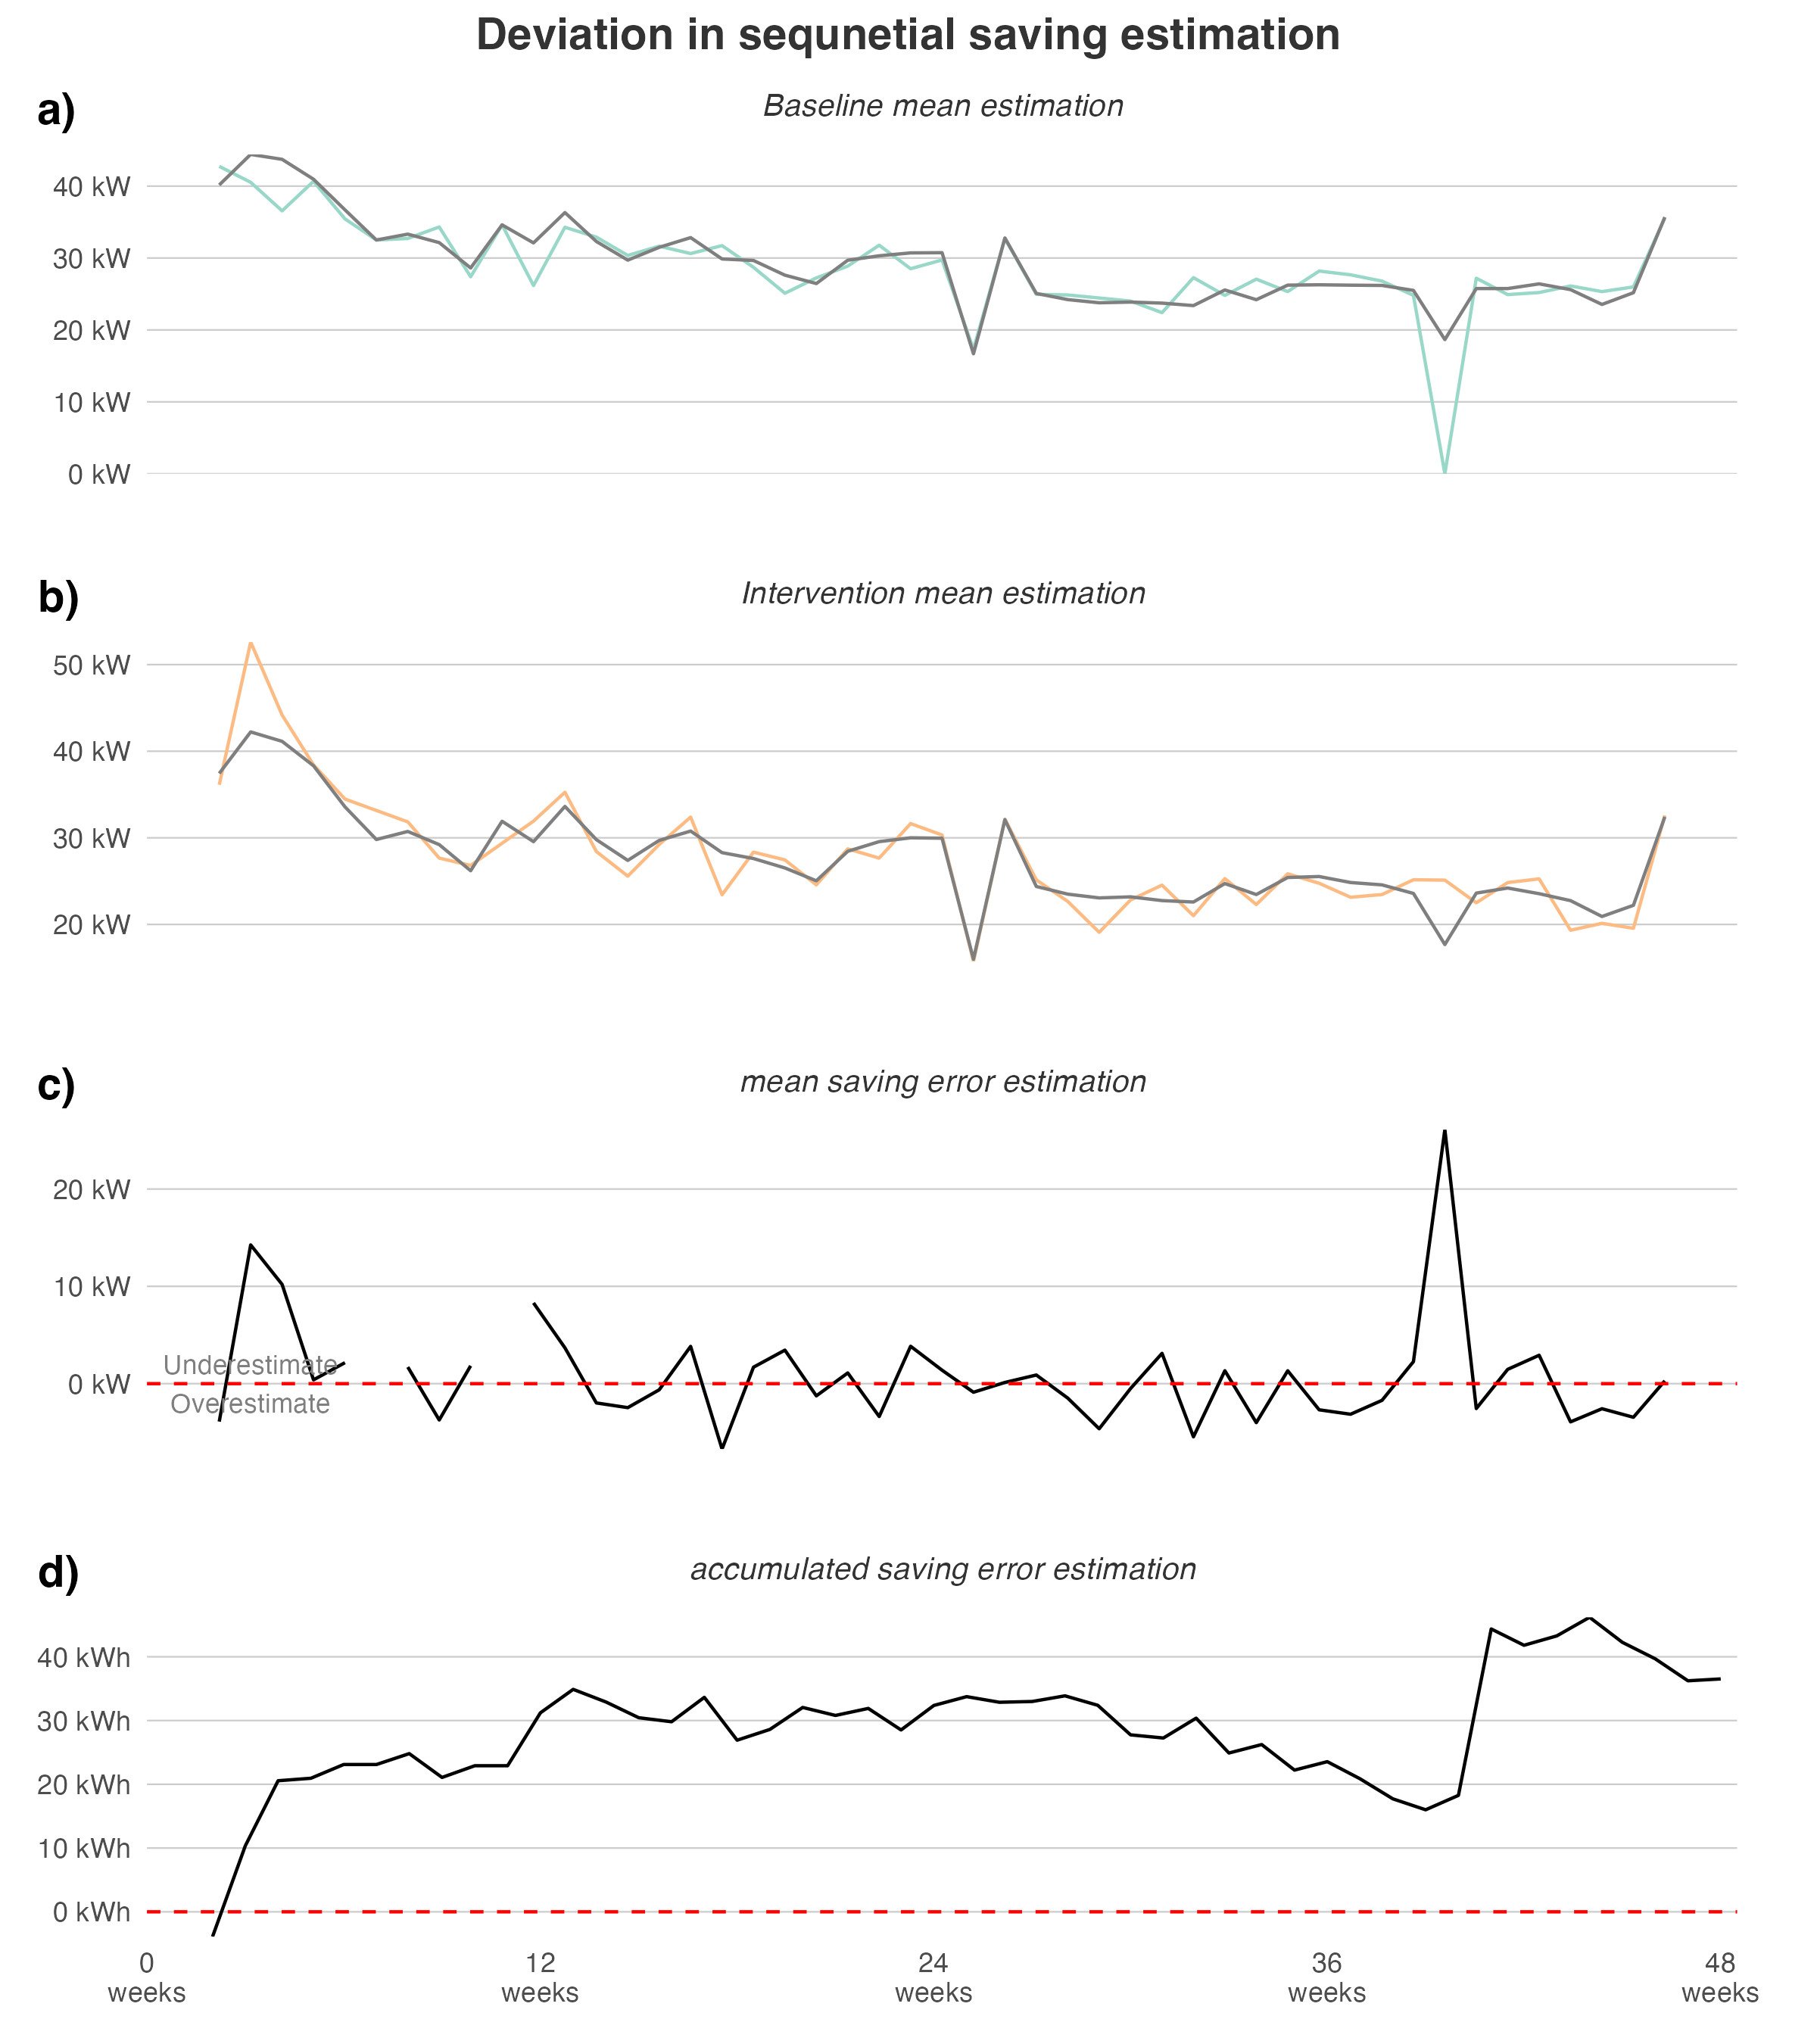 Deviation in sequnetial saving estimation
a)
Baseline mean estimation
40 kW
30 kW
20 kW
10 kW
0 kW
b)
Intervention mean estimation
50 kW
40 kW
30 kW
20 kW
c)
mean saving error estimation
20 kW
10 kW
Underestimate
0 kW
Overestimate
d)
accumulated saving error estimation
40 kWh
30 kWh
20 kWh
10 kWh
0 kWh
0 12 24 36 48
weeks weeks weeks weeks weeks